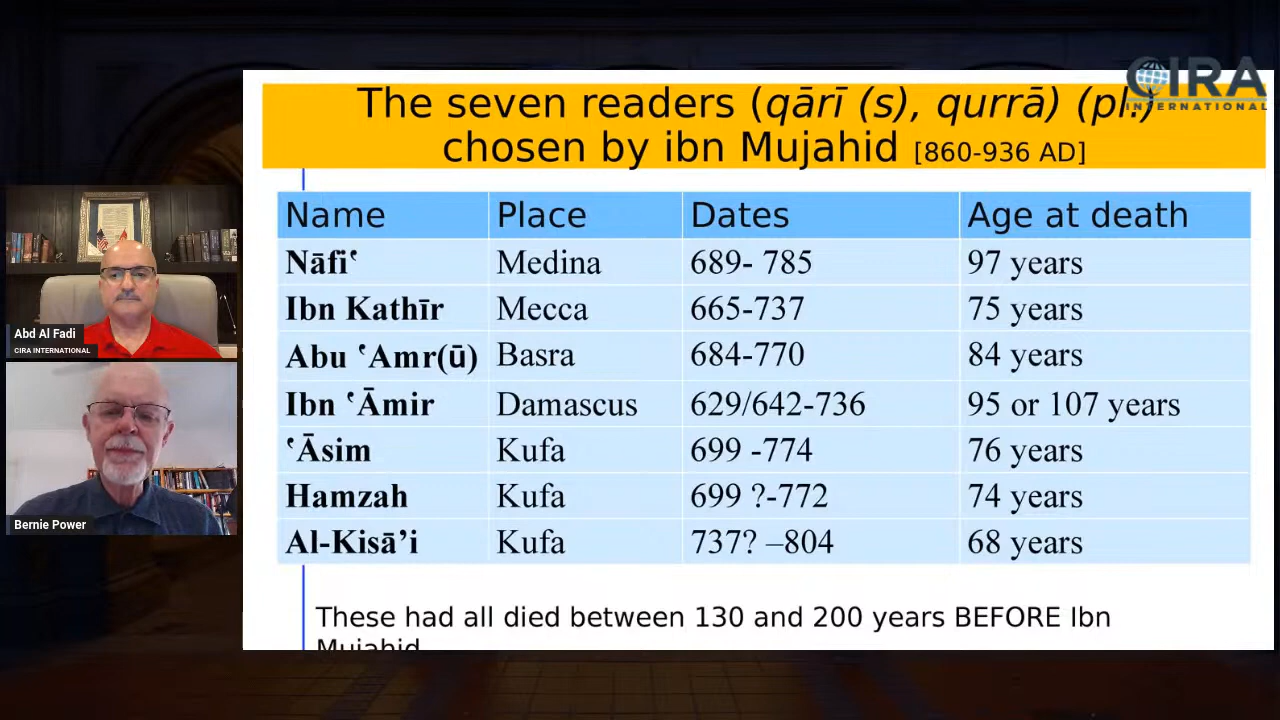 CIRA
INTERNATIONAL
The seven readers (qārī (s), qurrā) (pl.)
chosen by ibn Mujahid [860-936 AD]
Name Place Dates Age at death
Nāfiʿ Medina 689- 785 97 years
Ibn Kathīr Mecca 665-737 75 years
Abu ʿAmr(ū) Basra 684-770 84 years
Ibn ʿĀmir Damascus 629/642-736 95 or 107 years
ʿĀsim Kufa 699 -774 76 years
Hamzah Kufa 699 ?-772 74 years
Al-Kisā’i Kufa 737? –804 68 years
These had all died between 130 and 200 years BEFORE Ibn
Mujahid
Abd Al Fadi
CIRA INTERNATIONAL
Bernie Power